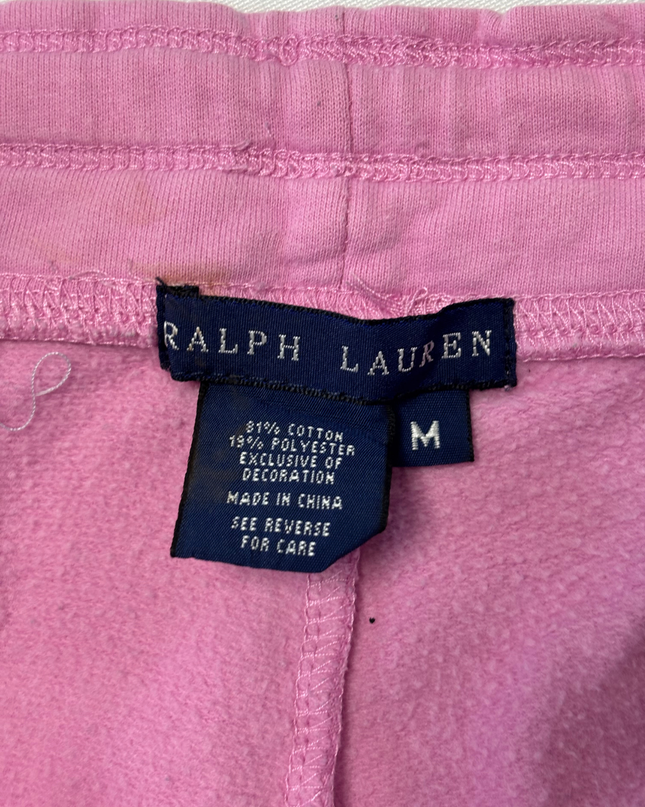 RALPH LAUREN
M
81% COTTON
19% POLYESTER
EXCLUSIVE OF
DECORATION
MADE IN CHINA
SEE REVERSE
FOR CARE